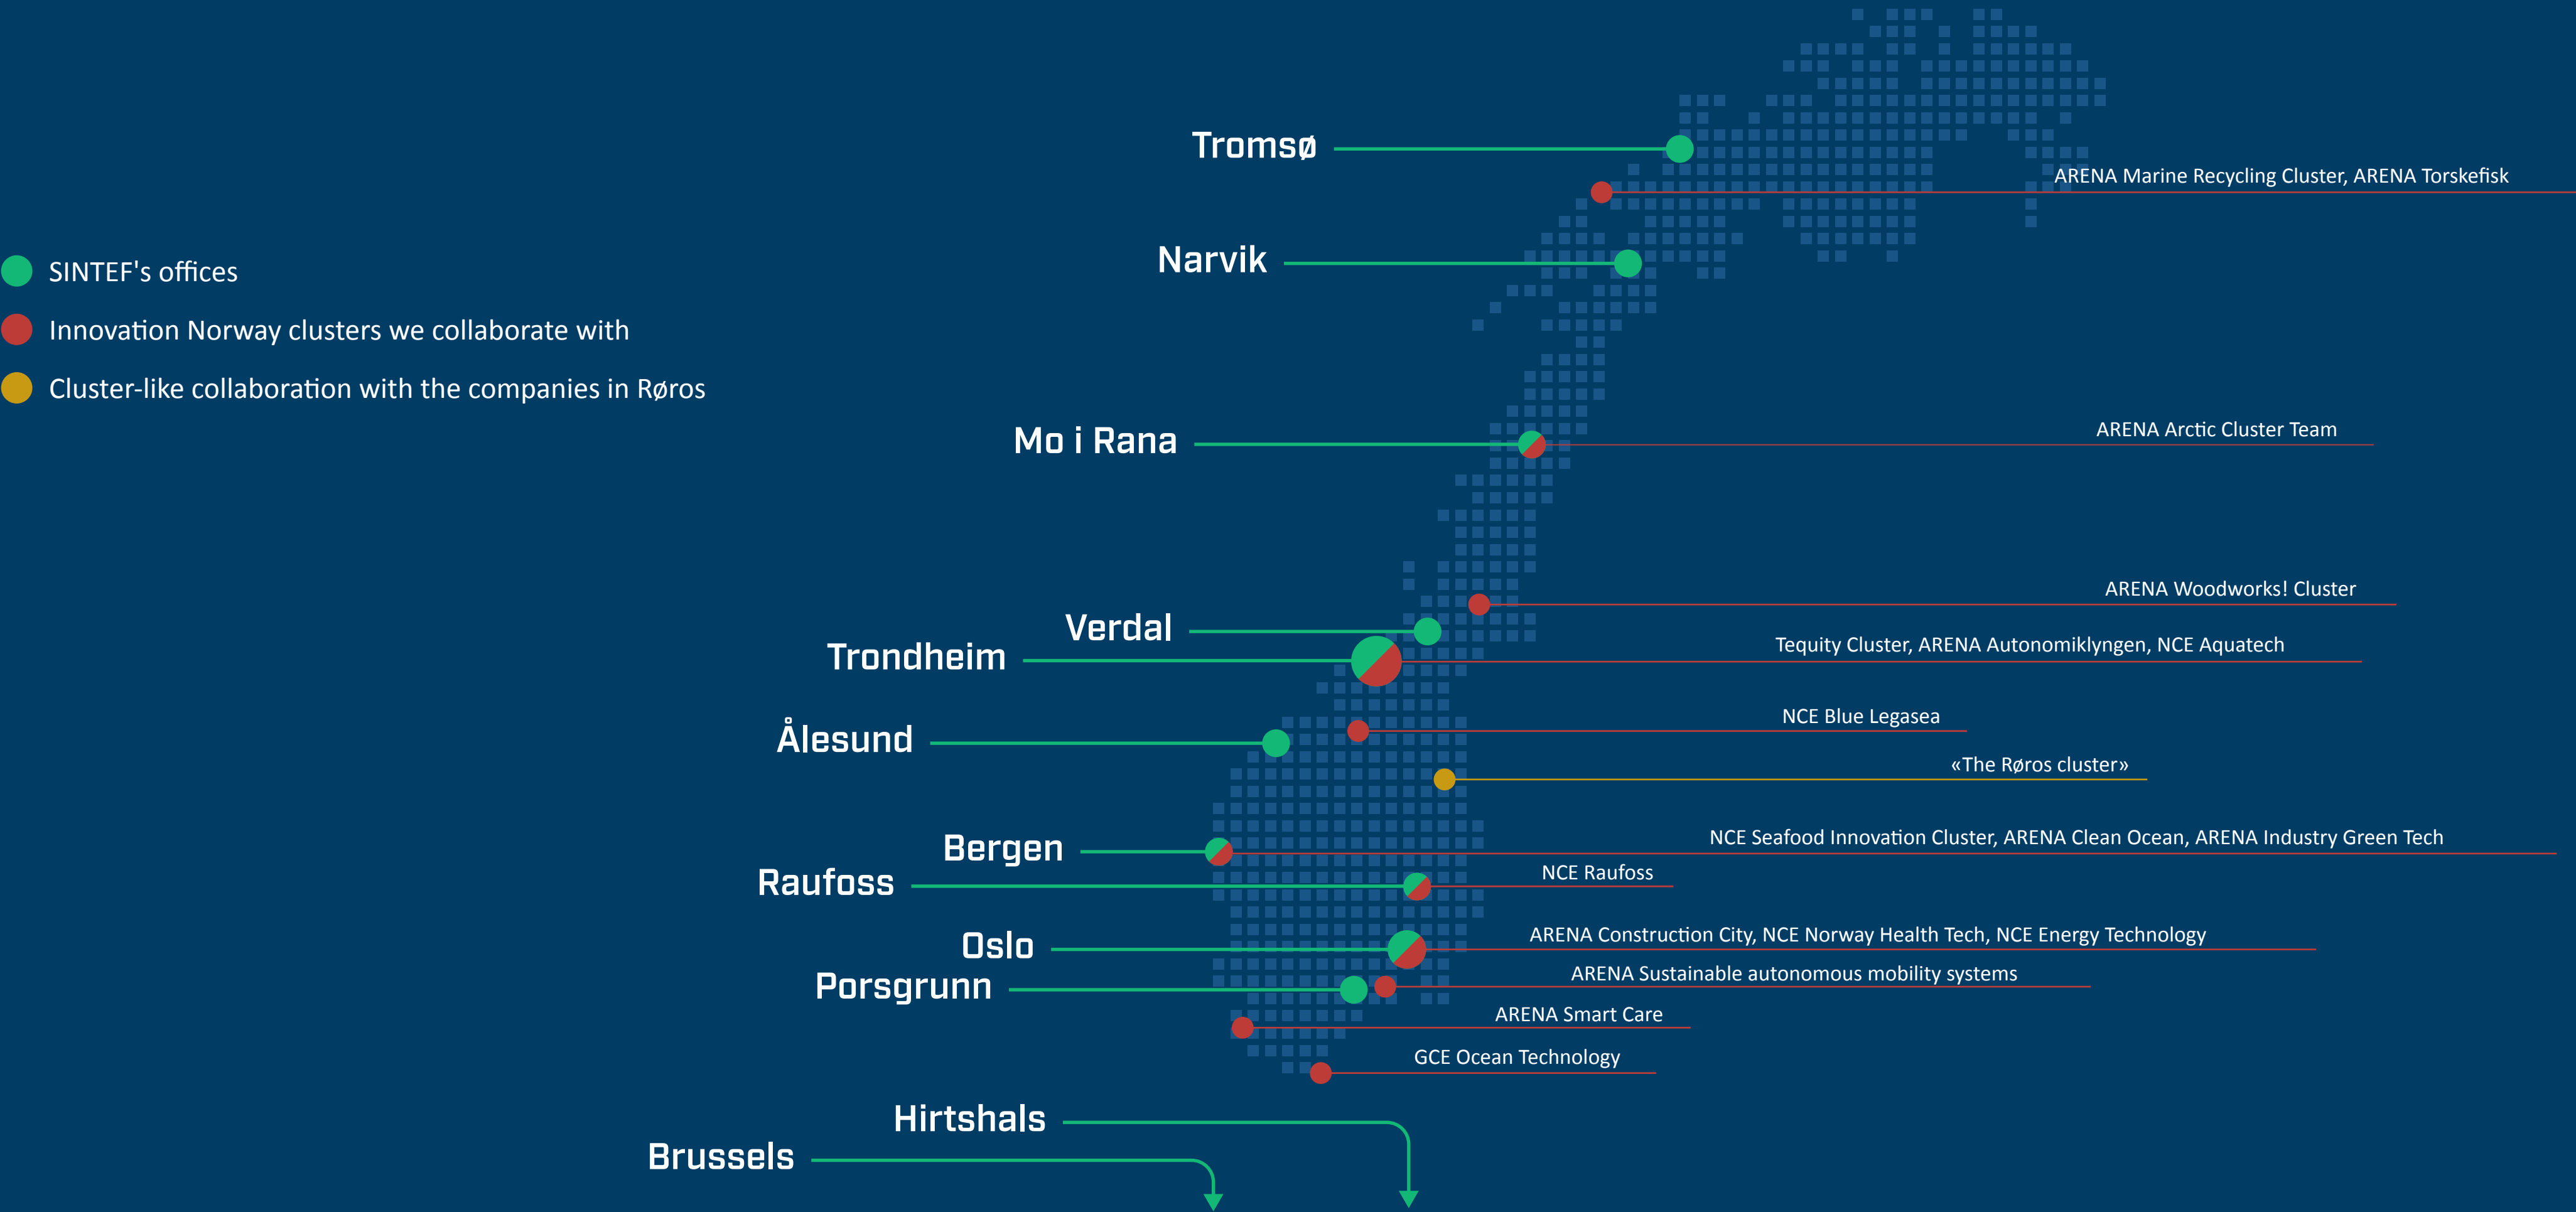 Tromsø
ARENA Marine Recycling Cluster, ARENA Torskefisk
Narvik
SINTEF's offices
Innovation Norway clusters we collaborate with
Cluster-like collaboration with the companies in Røros
Mo i Rana
ARENA Arctic Cluster Team
ARENA Woodworks! Cluster
Verdal
Trondheim
Tequity Cluster, ARENA Autonomiklyngen, NCE Aquatech
NCE Blue Legasea
Ålesund
«The Røros cluster»
Bergen
NCE Seafood Innovation Cluster, ARENA Clean Ocean, ARENA Industry Green Tech
Raufoss
NCE Raufoss
Oslo
ARENA Construction City, NCE Norway Health Tech, NCE Energy Technology
Porsgrunn
ARENA Sustainable autonomous mobility systems
ARENA Smart Care
GCE Ocean Technology
Hirtshals
Brussels